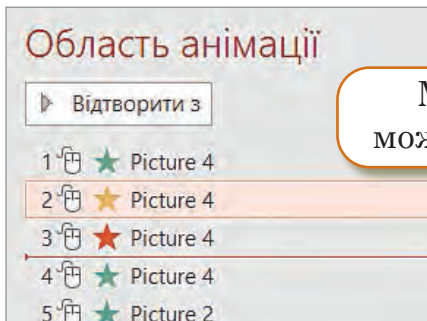 Область анімації
Відтворити з
1 Picture 4
2 Picture 4
3 Picture 4
4 Picture 4
5 Picture 2